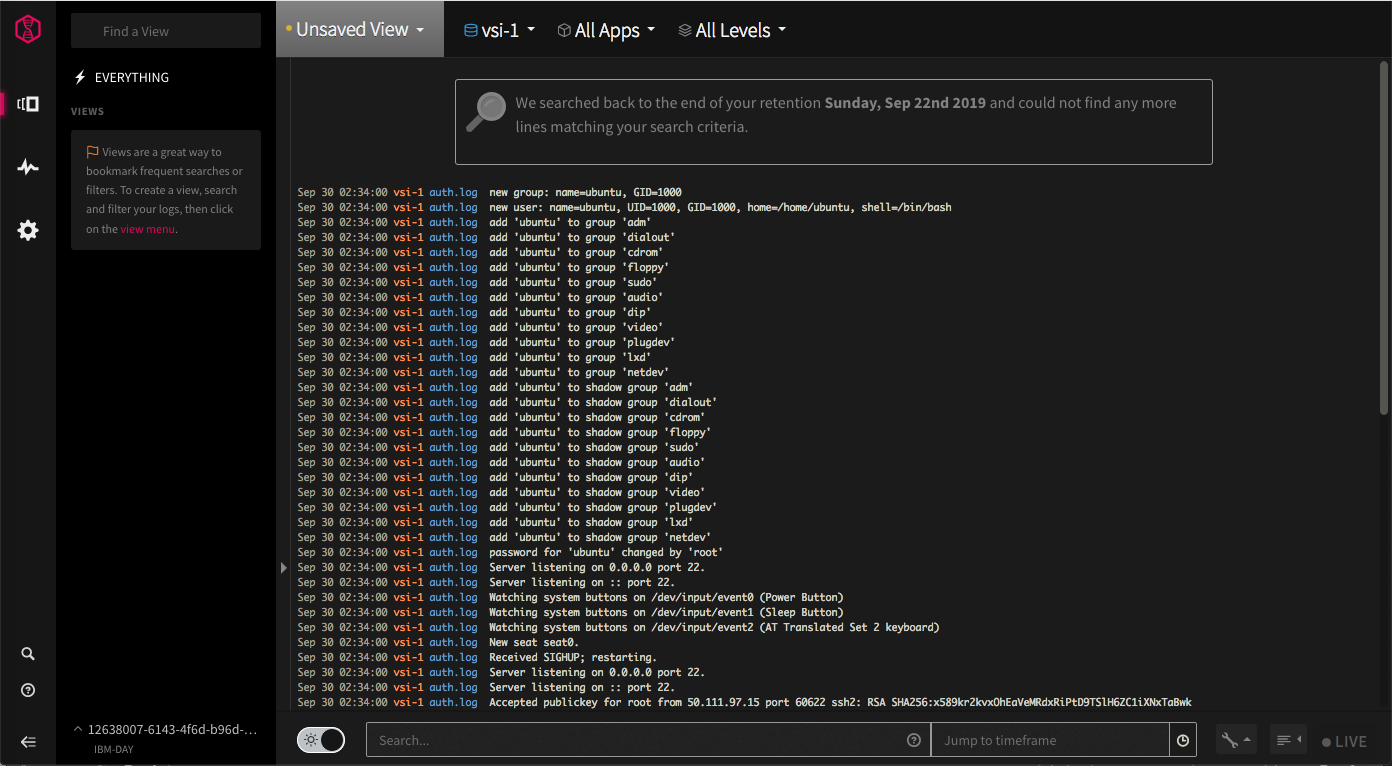 Find a View
EVERYTHING
VIEWS
Views are a great way to
bookmark frequent searches or
filters. To create a view, search
and filter your logs, then click
on the view menu.
12638007-6143-4f6d-b96d-...
IBM-DAY
Unsaved View
vsi-1
All Apps
All Levels
We searched back to the end of your retention Sunday, Sep 22nd 2019 and could not find any more
lines matching your search criteria.
Sep 30 02:34:00 vsi-1 auth.log new group: name=ubuntu, GID=1000
Sep 30 02:34:00 vsi-1 auth.log new user: name=ubuntu, UID=1000, GID=1000, home=/home/ubuntu, shell=/bin/bash
Sep 30 02:34:00 vsi-1 auth.log add 'ubuntu' to group 'adm'
Sep 30 02:34:00 vsi-1 auth.log add 'ubuntu' to group 'dialout'
Sep 30 02:34:00 vsi-1 auth.log add 'ubuntu' to group 'cdrom'
Sep 30 02:34:00 vsi-1 auth.log add 'ubuntu' to group 'floppy'
Sep 30 02:34:00 vsi-1 auth.log add 'ubuntu' to group 'sudo'
Sep 30 02:34:00 vsi-1 auth.log add 'ubuntu' to group 'audio'
Sep 30 02:34:00 vsi-1 auth.log add 'ubuntu' to group 'dip'
Sep 30 02:34:00 vsi-1 auth.log add 'ubuntu' to group 'video'
Sep 30 02:34:00 vsi-1 auth.log add 'ubuntu' to group 'plugdev'
Sep 30 02:34:00 vsi-1 auth.log add 'ubuntu' to group 'lxd'
Sep 30 02:34:00 vsi-1 auth.log add 'ubuntu' to group 'netdev'
Sep 30 02:34:00 vsi-1 auth.log add 'ubuntu' to shadow group 'adm'
Sep 30 02:34:00 vsi-1 auth.log add 'ubuntu' to shadow group 'dialout'
Sep 30 02:34:00 vsi-1 auth.log add 'ubuntu' to shadow group 'cdrom'
Sep 30 02:34:00 vsi-1 auth.log add 'ubuntu' to shadow group 'floppy'
Sep 30 02:34:00 vsi-1 auth.log add 'ubuntu' to shadow group 'sudo'
Sep 30 02:34:00 vsi-1 auth.log add 'ubuntu' to shadow group 'audio'
Sep 30 02:34:00 vsi-1 auth.log add 'ubuntu' to shadow group 'dip'
Sep 30 02:34:00 vsi-1 auth.log add 'ubuntu' to shadow group 'video'
Sep 30 02:34:00 vsi-1 auth.log add 'ubuntu' to shadow group 'plugdev'
Sep 30 02:34:00 vsi-1 auth.log add 'ubuntu' to shadow group 'lxd'
Sep 30 02:34:00 vsi-1 auth.log add 'ubuntu' to shadow group 'netdev'
Sep 30 02:34:00 vsi-1 auth.log password for 'ubuntu' changed by 'root'
Sep 30 02:34:00 vsi-1 auth.log Server listening on 0.0.0.0 port 22.
Sep 30 02:34:00 vsi-1 auth.log Server listening on :: port 22.
Sep 30 02:34:00 vsi-1 auth.log Watching system buttons on /dev/input/event0 (Power Button)
Sep 30 02:34:00 vsi-1 auth.log Watching system buttons on /dev/input/event1 (Sleep Button)
Sep 30 02:34:00 vsi-1 auth.log Watching system buttons on /dev/input/event2 (AT Translated Set 2 keyboard)
Sep 30 02:34:00 vsi-1 auth.log New seat seat0.
Sep 30 02:34:00 vsi-1 auth.log Received SIGHUP; restarting.
Sep 30 02:34:00 vsi-1 auth.log Server listening on 0.0.0.0 port 22.
Sep 30 02:34:00 vsi-1 auth.log Server listening on :: port 22.
Sep 30 02:34:00 vsi-1 auth.log Accepted publickey for root from 50.111.97.15 port 60622 ssh2: RSA SHA256:x589krZkvxOhEaVeMRdxRiPtD9TSlH6ZC1iXNxTaBwk
Search...
Jump to timeframe
LIVE